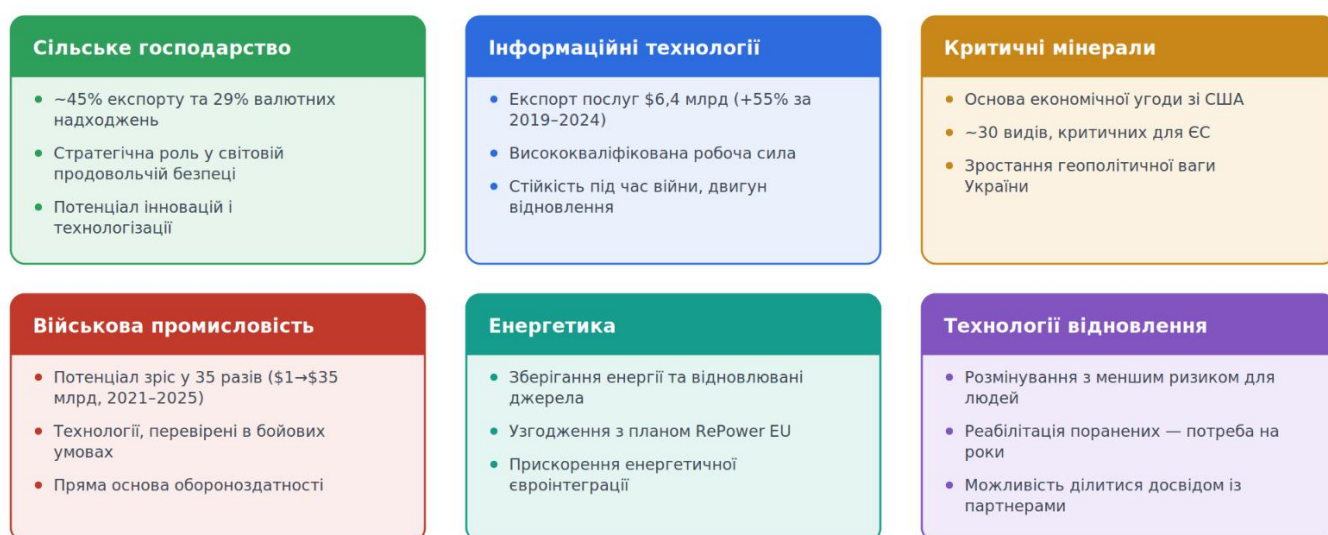 Сільське господарство
~45% експорту та 29% валютних
надходжень
Стратегічна роль у світовій
продовольчій безпеці
Потенціал інновацій і
технологізації
Інформаційні технології
Експорт послуг $6,4 млрд (+55% за
2019–2024)
Висококваліфікована робоча сила
Стійкість під час війни, двигун
відновлення
Критичні мінерали
Основа економічної угоди зі США
~30 видів, критичних для ЄС
Зростання геополітичної ваги
України
Військова промисловість
Потенціал зріс у 35 разів ($1→$35
млрд, 2021–2025)
Технології, перевірені в бойових
умовах
Пряма основа обороноздатності
Енергетика
Зберігання енергії та відновлювані
джерела
Узгодження з планом RePower EU
Прискорення енергетичної
євроінтеграції
Технології відновлення
Розмінування з меншим ризиком для
людей
Реабілітація поранених — потреба на
роки
Можливість ділитися досвідом із
партнерами